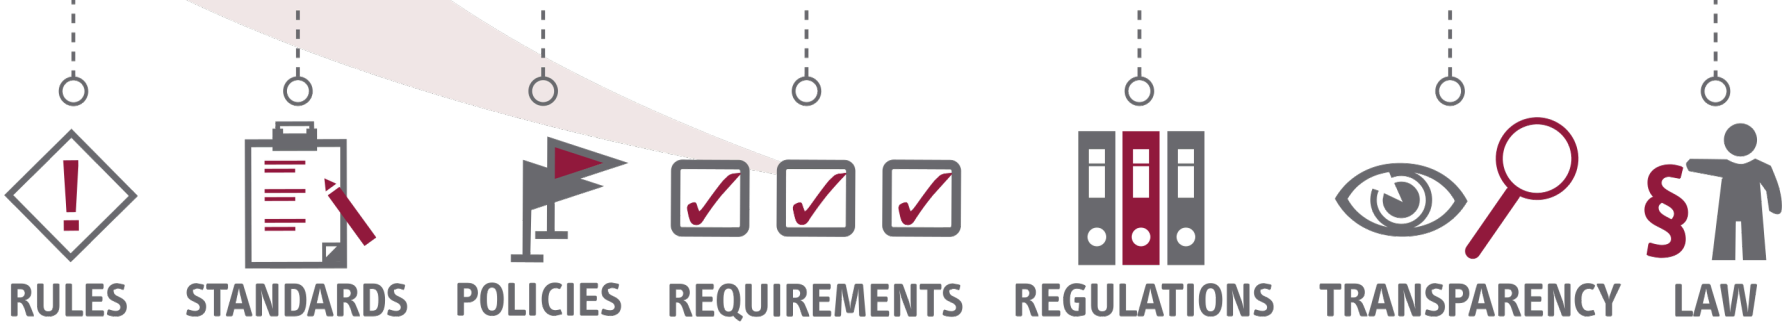 RULES STANDARDS POLICIES REQUIREMENTS REGULATIONS TRANSPARENCY LAW